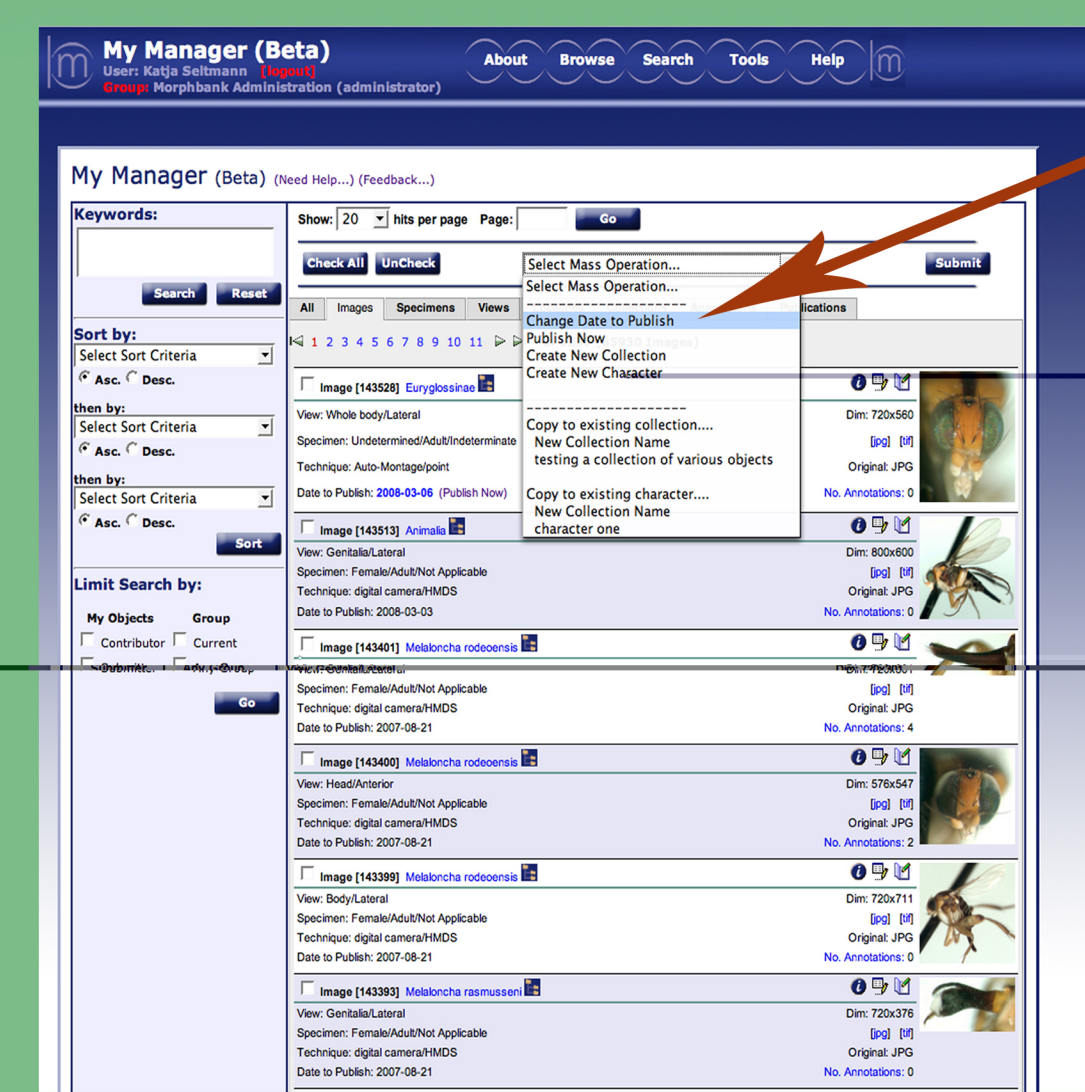 My Manager (Beta)
User: Katja Seltmann [logout]
Group: Morphbank Administration (administrator)
About Browse Search Tools Help
m
m
My Manager (Beta) (Need Help...) (Feedback...)
Keywords:
Search Reset
Sort by:
Select Sort Criteria
Asc. Desc.
then by:
Select Sort Criteria
Asc. Desc.
then by:
Select Sort Criteria
Asc. Desc.
Sort
Limit Search by:
My Objects Group
Contributor Current
Go
Show: 20 hits per page Page: Go
Check All UnCheck Select Mass Operation... Submit
Select Mass Operation...
--------------------
Change Date to Publish
Publish Now
Create New Collection
Create New Character
--------------------
Copy to existing collection....
New Collection Name
testing a collection of various objects
Copy to existing character....
New Collection Name
character one
All Images Specimens Views
1 2 3 4 5 6 7 8 9 10 11
Image [143528] Euryglossinae
View: Whole body/Lateral Dim: 720x560
Specimen: Undetermined/Adult/Indeterminate [jpg] [tif]
Technique: Auto-Montage/point Original: JPG
Date to Publish: 2008-03-06 (Publish Now) No. Annotations: 0
Image [143513] Animalia
View: Genitalia/Lateral Dim: 800x600
Specimen: Female/Adult/Not Applicable [jpg] [tif]
Technique: digital camera/HMDS Original: JPG
Date to Publish: 2008-03-03 No. Annotations: 0
Image [143401] Melaloncha rodeoensis
Specimen: Female/Adult/Not Applicable [jpg] [tif]
Technique: digital camera/HMDS Original: JPG
Date to Publish: 2007-08-21 No. Annotations: 4
Image [143400] Melaloncha rodeoensis
View: Head/Anterior Dim: 576x547
Specimen: Female/Adult/Not Applicable [jpg] [tif]
Technique: digital camera/HMDS Original: JPG
Date to Publish: 2007-08-21 No. Annotations: 2
Image [143399] Melaloncha rodeoensis
View: Body/Lateral Dim: 720x711
Specimen: Female/Adult/Not Applicable [jpg] [tif]
Technique: digital camera/HMDS Original: JPG
Date to Publish: 2007-08-21 No. Annotations: 0
Image [143393] Melaloncha rasmusseni
View: Genitalia/Lateral Dim: 720x376
Specimen: Female/Adult/Not Applicable [jpg] [tif]
Technique: digital camera/HMDS Original: JPG
Date to Publish: 2007-08-21 No. Annotations: 0